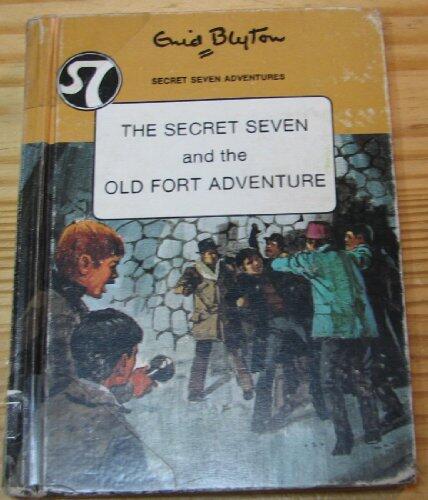 Enid Blyton
S7
SECRET SEVEN ADVENTURES
THE SECRET SEVEN
and the
OLD FORT ADVENTURE